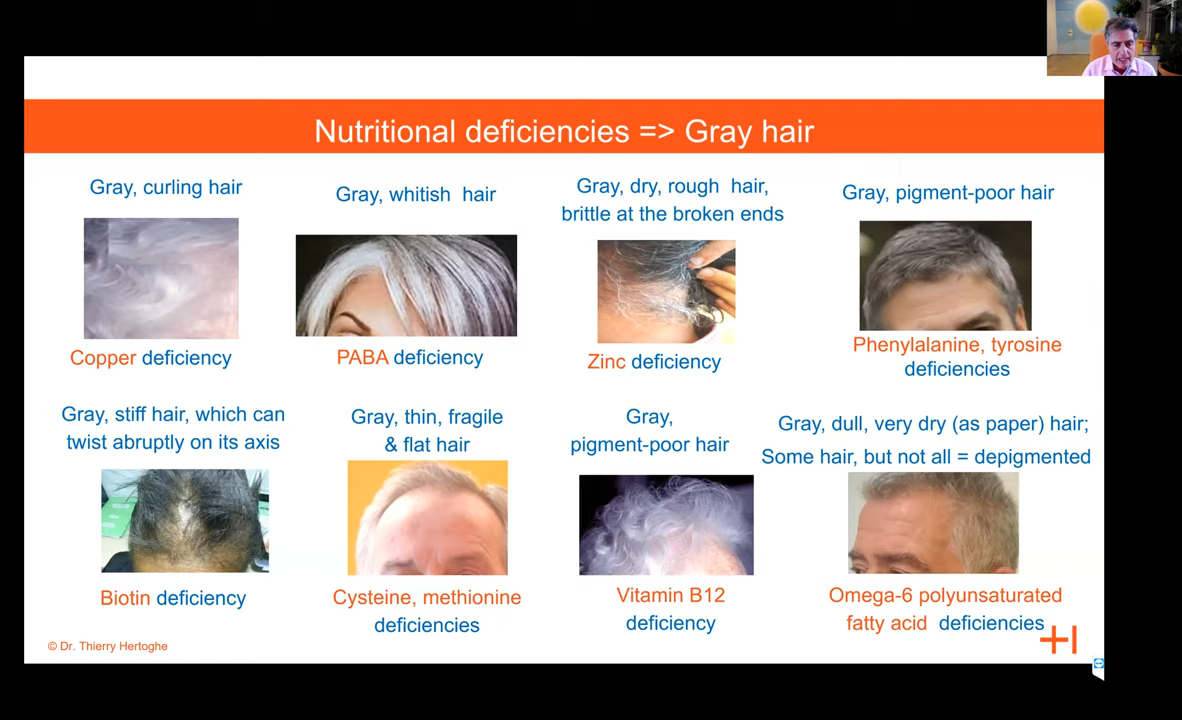 Nutritional deficiencies => Gray hair
Gray, curling hair
Copper deficiency
Gray, whitish hair
PABA deficiency
Gray, dry, rough hair,
brittle at the broken ends
Zinc deficiency
Gray, pigment-poor hair
Phenylalanine, tyrosine
deficiencies
Gray, stiff hair, which can
twist abruptly on its axis
Biotin deficiency
Gray, thin, fragile
& flat hair
Cysteine, methionine
deficiencies
Gray,
pigment-poor hair
Vitamin B12
deficiency
Gray, dull, very dry (as paper) hair;
Some hair, but not all = depigmented
Omega-6 polyunsaturated
fatty acid deficiencies
© Dr. Thierry Hertoghe